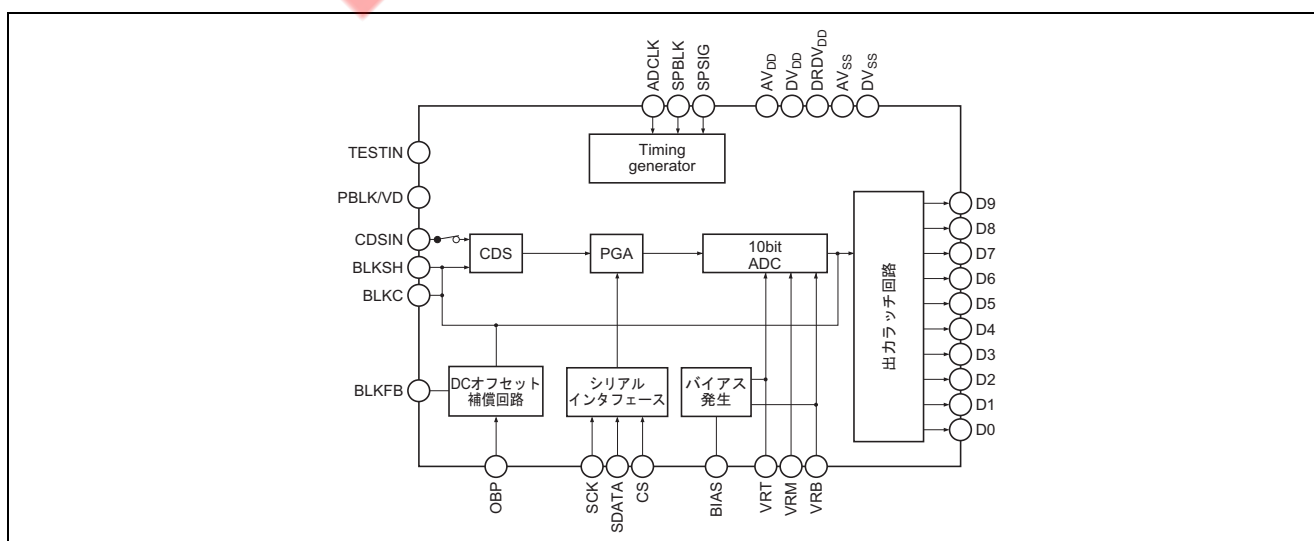 ADCLK
SPBLK
SPSIG
AVDD
DVDD
DRDVDD
AVSS
DVSS
Timing
generator
TESTIN
PBLK/VD
CDSIN
BLKSH
BLKC
BLKFB
CDS
PGA
10bit
ADC
出力ラッチ回路
D9
D8
D7
D6
D5
D4
D3
D2
D1
D0
DCオフセット
補償回路
シリアル
インタフェース
バイアス
発生
OBP
SCK
SDATA
CS
BIAS
VRT
VRM
VRB